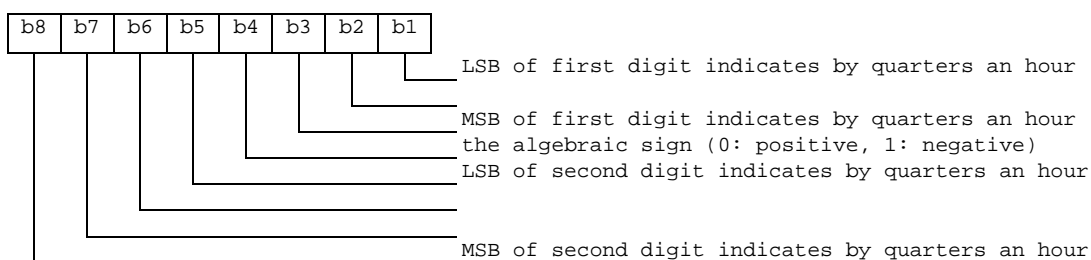 b8 b7 b6 b5 b4 b3 b2 b1
LSB of first digit indicates by quarters an hour
MSB of first digit indicates by quarters an hour
the algebraic sign (0: positive, 1: negative)
LSB of second digit indicates by quarters an hour
MSB of second digit indicates by quarters an hour